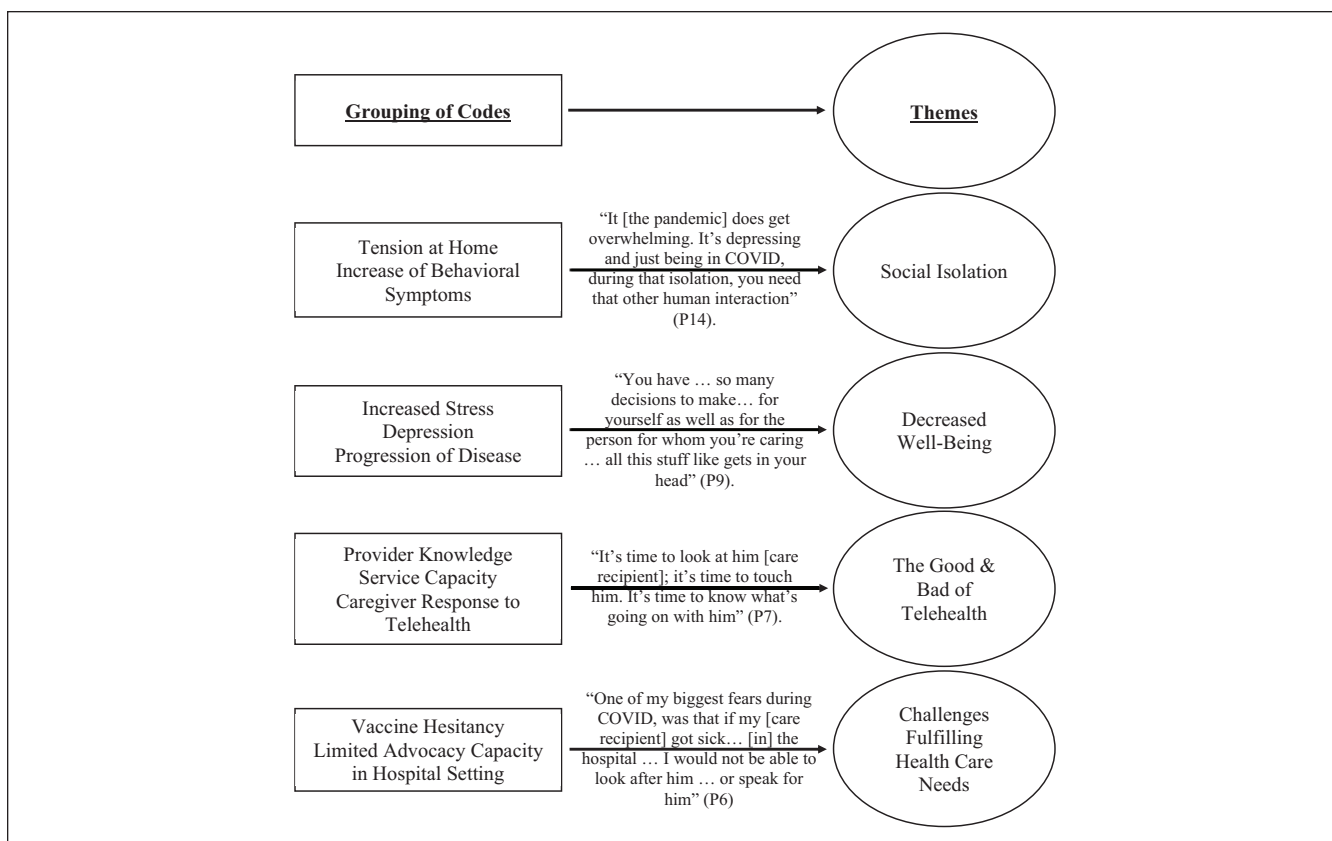 Grouping of Codes
Themes
Tension at Home
Increase of Behavioral
Symptoms
“It [the pandemic] does get
overwhelming. It’s depressing
and just being in COVID,
during that isolation, you need
that other human interaction”
(P14).
Social Isolation
Increased Stress
Depression
Progression of Disease
“You have … so many
decisions to make… for
yourself as well as for the
person for whom you’re caring
… all this stuff like gets in your
head” (P9).
Decreased
Well-Being
Provider Knowledge
Service Capacity
Caregiver Response to
Telehealth
“It’s time to look at him [care
recipient]; it’s time to touch
him. It’s time to know what’s
going on with him” (P7).
The Good &
Bad of
Telehealth
Vaccine Hesitancy
Limited Advocacy Capacity
in Hospital Setting
“One of my biggest fears during
COVID, was that if my [care
recipient] got sick… [in] the
hospital … I would not be able to
look after him … or speak for
him” (P6)
Challenges
Fulfilling
Health Care
Needs